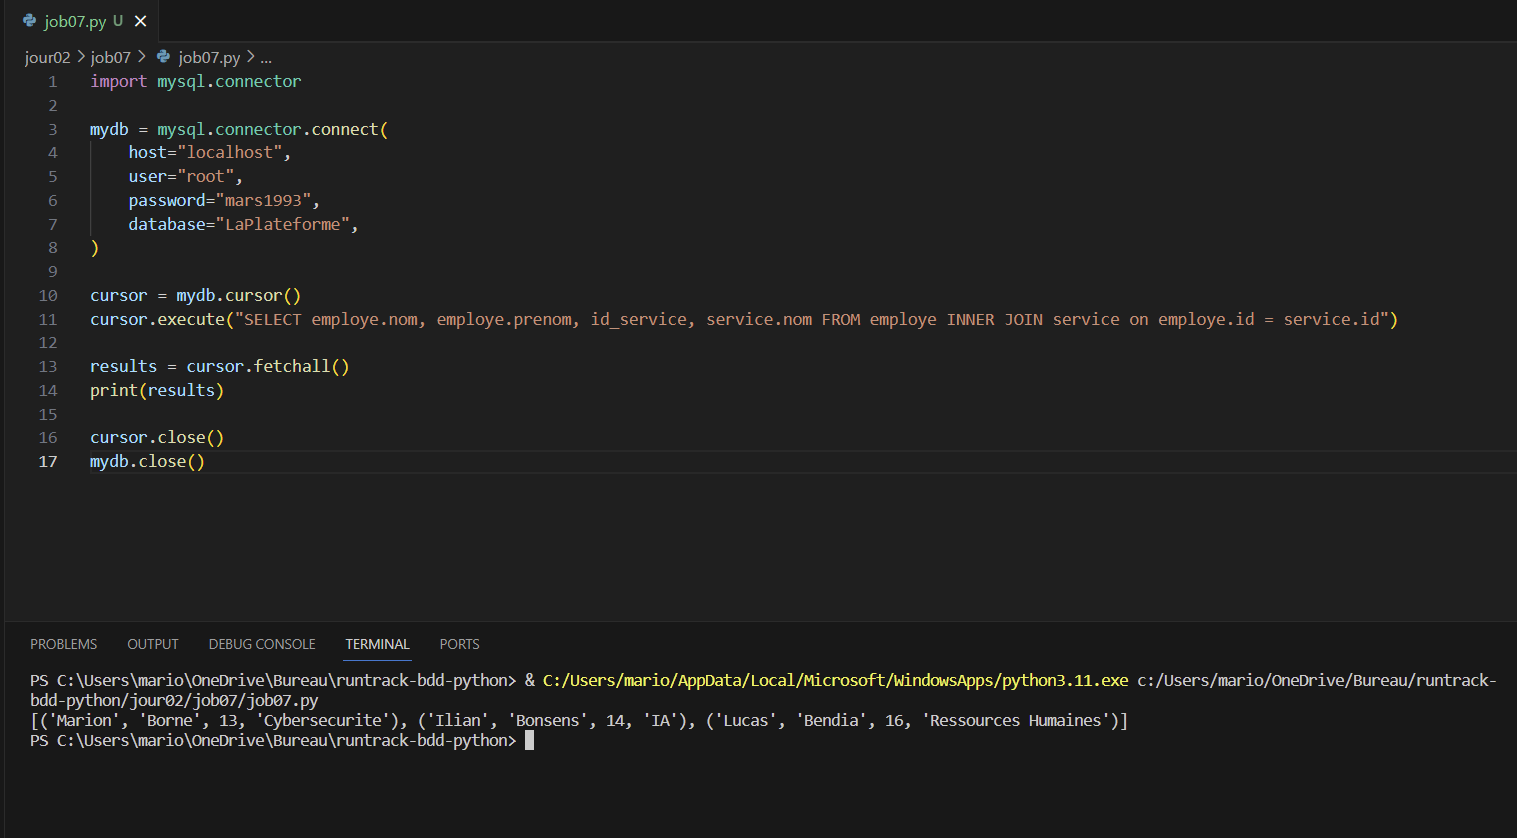 job07.py U
jour02 > job07 > job07.py > ...
1 import mysql.connector
2
3 mydb = mysql.connector.connect(
4     host="localhost",
5     user="root",
6     password="mars1993",
7     database="LaPlateforme",
8 )
9
10 cursor = mydb.cursor()
11 cursor.execute("SELECT employe.nom, employe.prenom, id_service, service.nom FROM employe INNER JOIN service on employe.id = service.id")
12
13 results = cursor.fetchall()
14 print(results)
15
16 cursor.close()
17 mydb.close()
PROBLEMS OUTPUT DEBUG CONSOLE TERMINAL PORTS
PS C:\Users\mario\OneDrive\Bureau\runtrack-bdd-python> & C:/Users/mario/AppData/Local/Microsoft/WindowsApps/python3.11.exe c:/Users/mario/OneDrive/Bureau/runtrack-
bdd-python/jour02/job07/job07.py
[('Marion', 'Borne', 13, 'Cybersecurite'), ('Ilian', 'Bonsens', 14, 'IA'), ('Lucas', 'Bendia', 16, 'Ressources Humaines')]
PS C:\Users\mario\OneDrive\Bureau\runtrack-bdd-python>